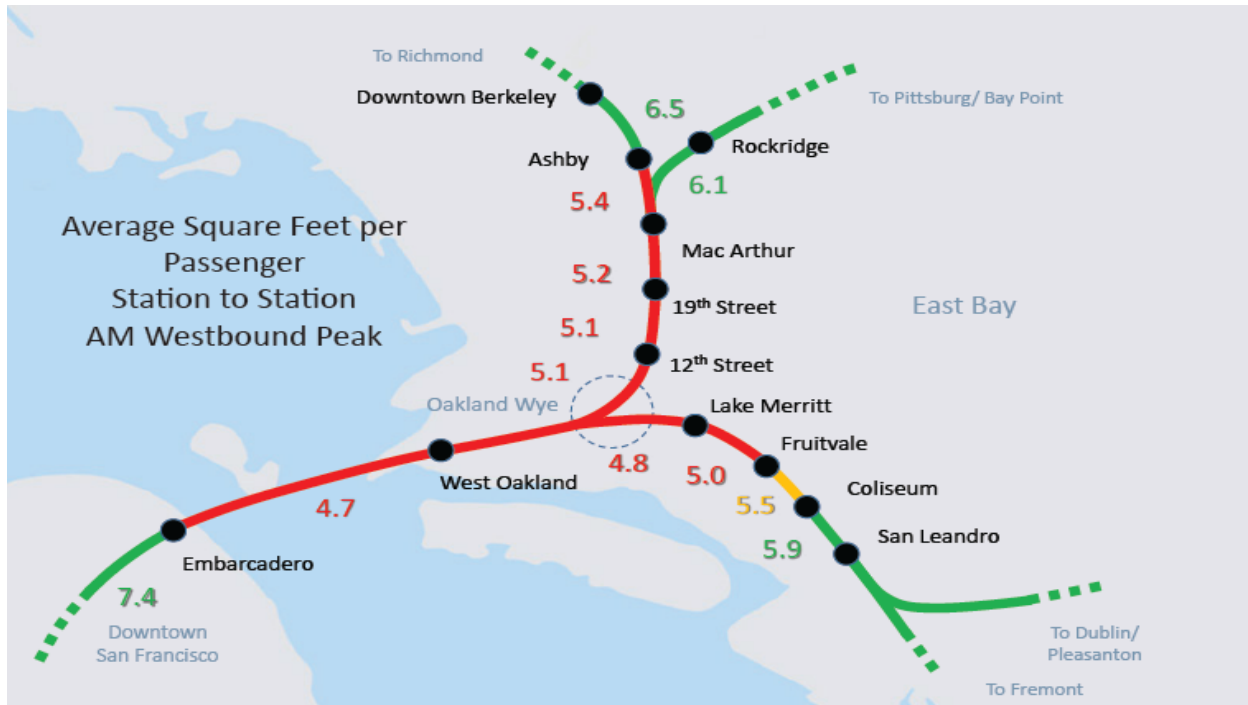 To Richmond
Downtown Berkeley
6.5
To Pittsburg/ Bay Point
Rockridge
Ashby
6.1
5.4
Average Square Feet per
Passenger
Station to Station
AM Westbound Peak
Mac Arthur
5.2
19th Street
East Bay
5.1
12th Street
5.1
Oakland Wye
Lake Merritt
Fruitvale
4.8
5.0
West Oakland
Coliseum
4.7
5.5
San Leandro
5.9
Embarcadero
7.4
Downtown
San Francisco
To Dublin/
Pleasanton
To Fremont